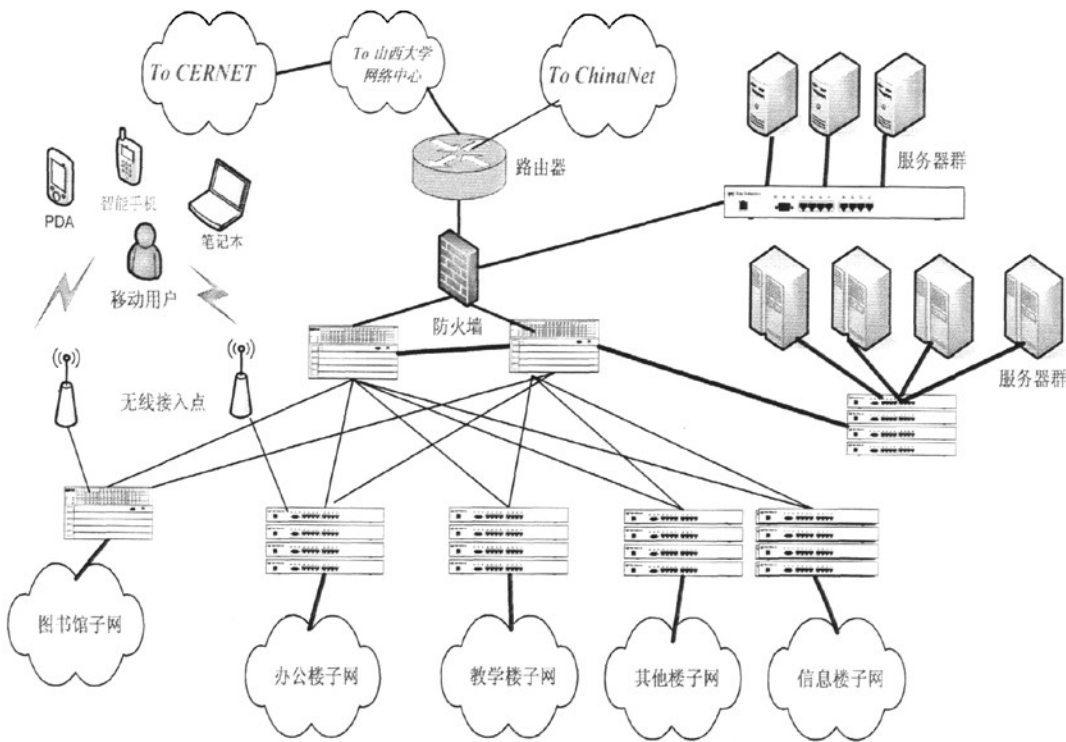 To CERNET
To 山西大学
网络中心
To ChinaNet
路由器
服务器群
PDA
智能手机
笔记本
移动用户
防火墙
服务器群
无线接入点
图书馆子网
办公楼子网
教学楼子网
其他楼子网
信息楼子网